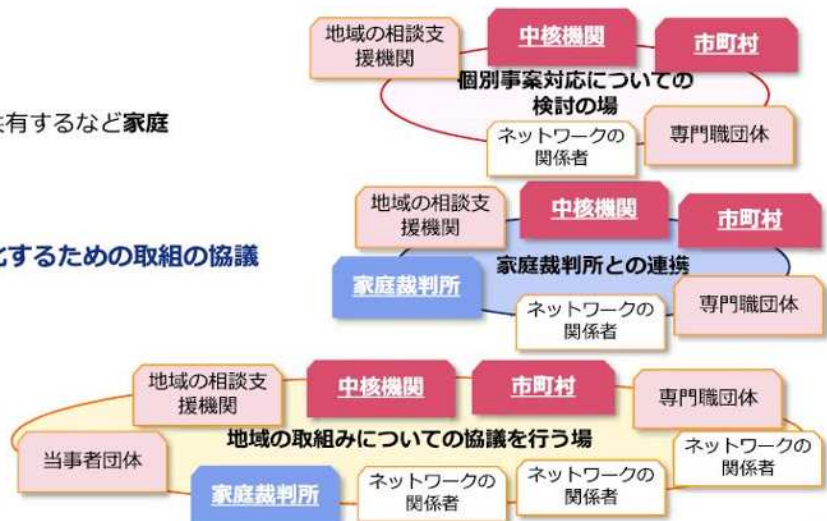 地域の相談支
援機関
中核機関
市町村
個別事案対応についての
検討の場
共有するなど家庭
ネットワークの
関係者
専門職団体
地域の相談支
援機関
中核機関
市町村
化するための取組の協議
家庭裁判所との連携
家庭裁判所
ネットワークの
関係者
専門職団体
地域の相談支
援機関
中核機関
市町村
専門職団体
地域の取組みについての協議を行う場
当事者団体
ネットワークの
関係者
家庭裁判所
ネットワークの
関係者
ネットワークの
関係者